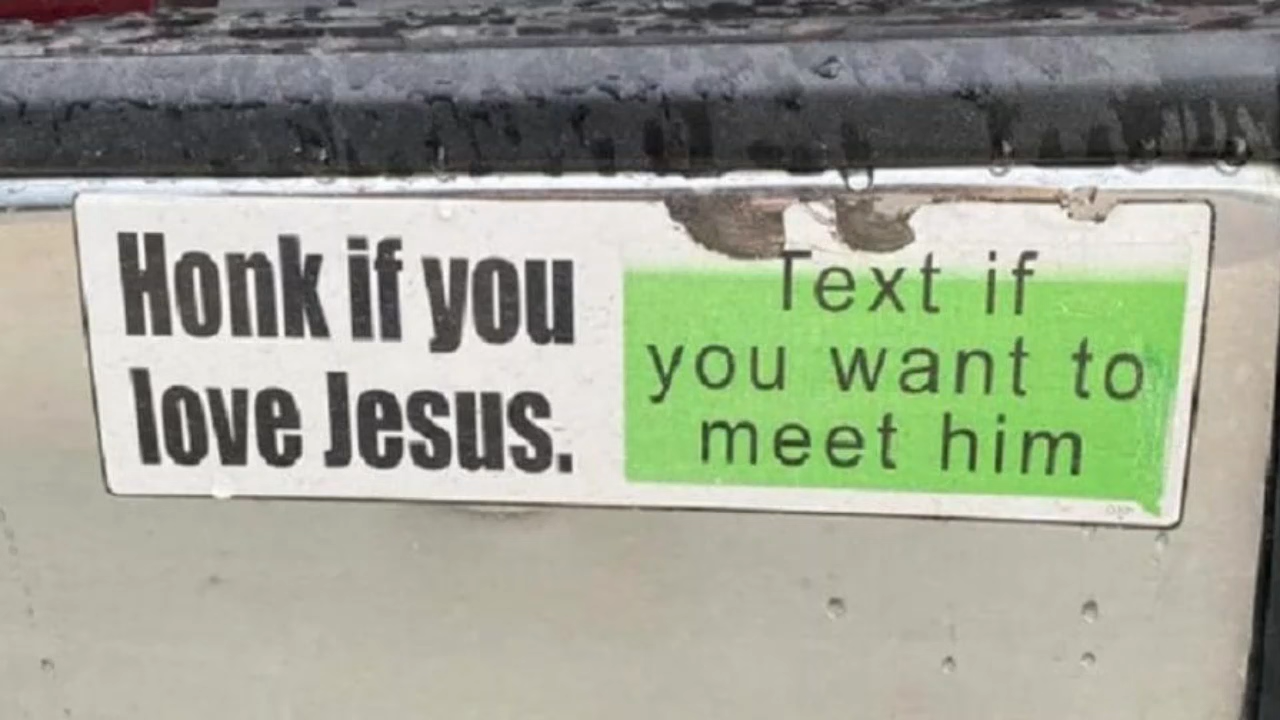 Honk if you
love Jesus.
Text if
you want to
meet him